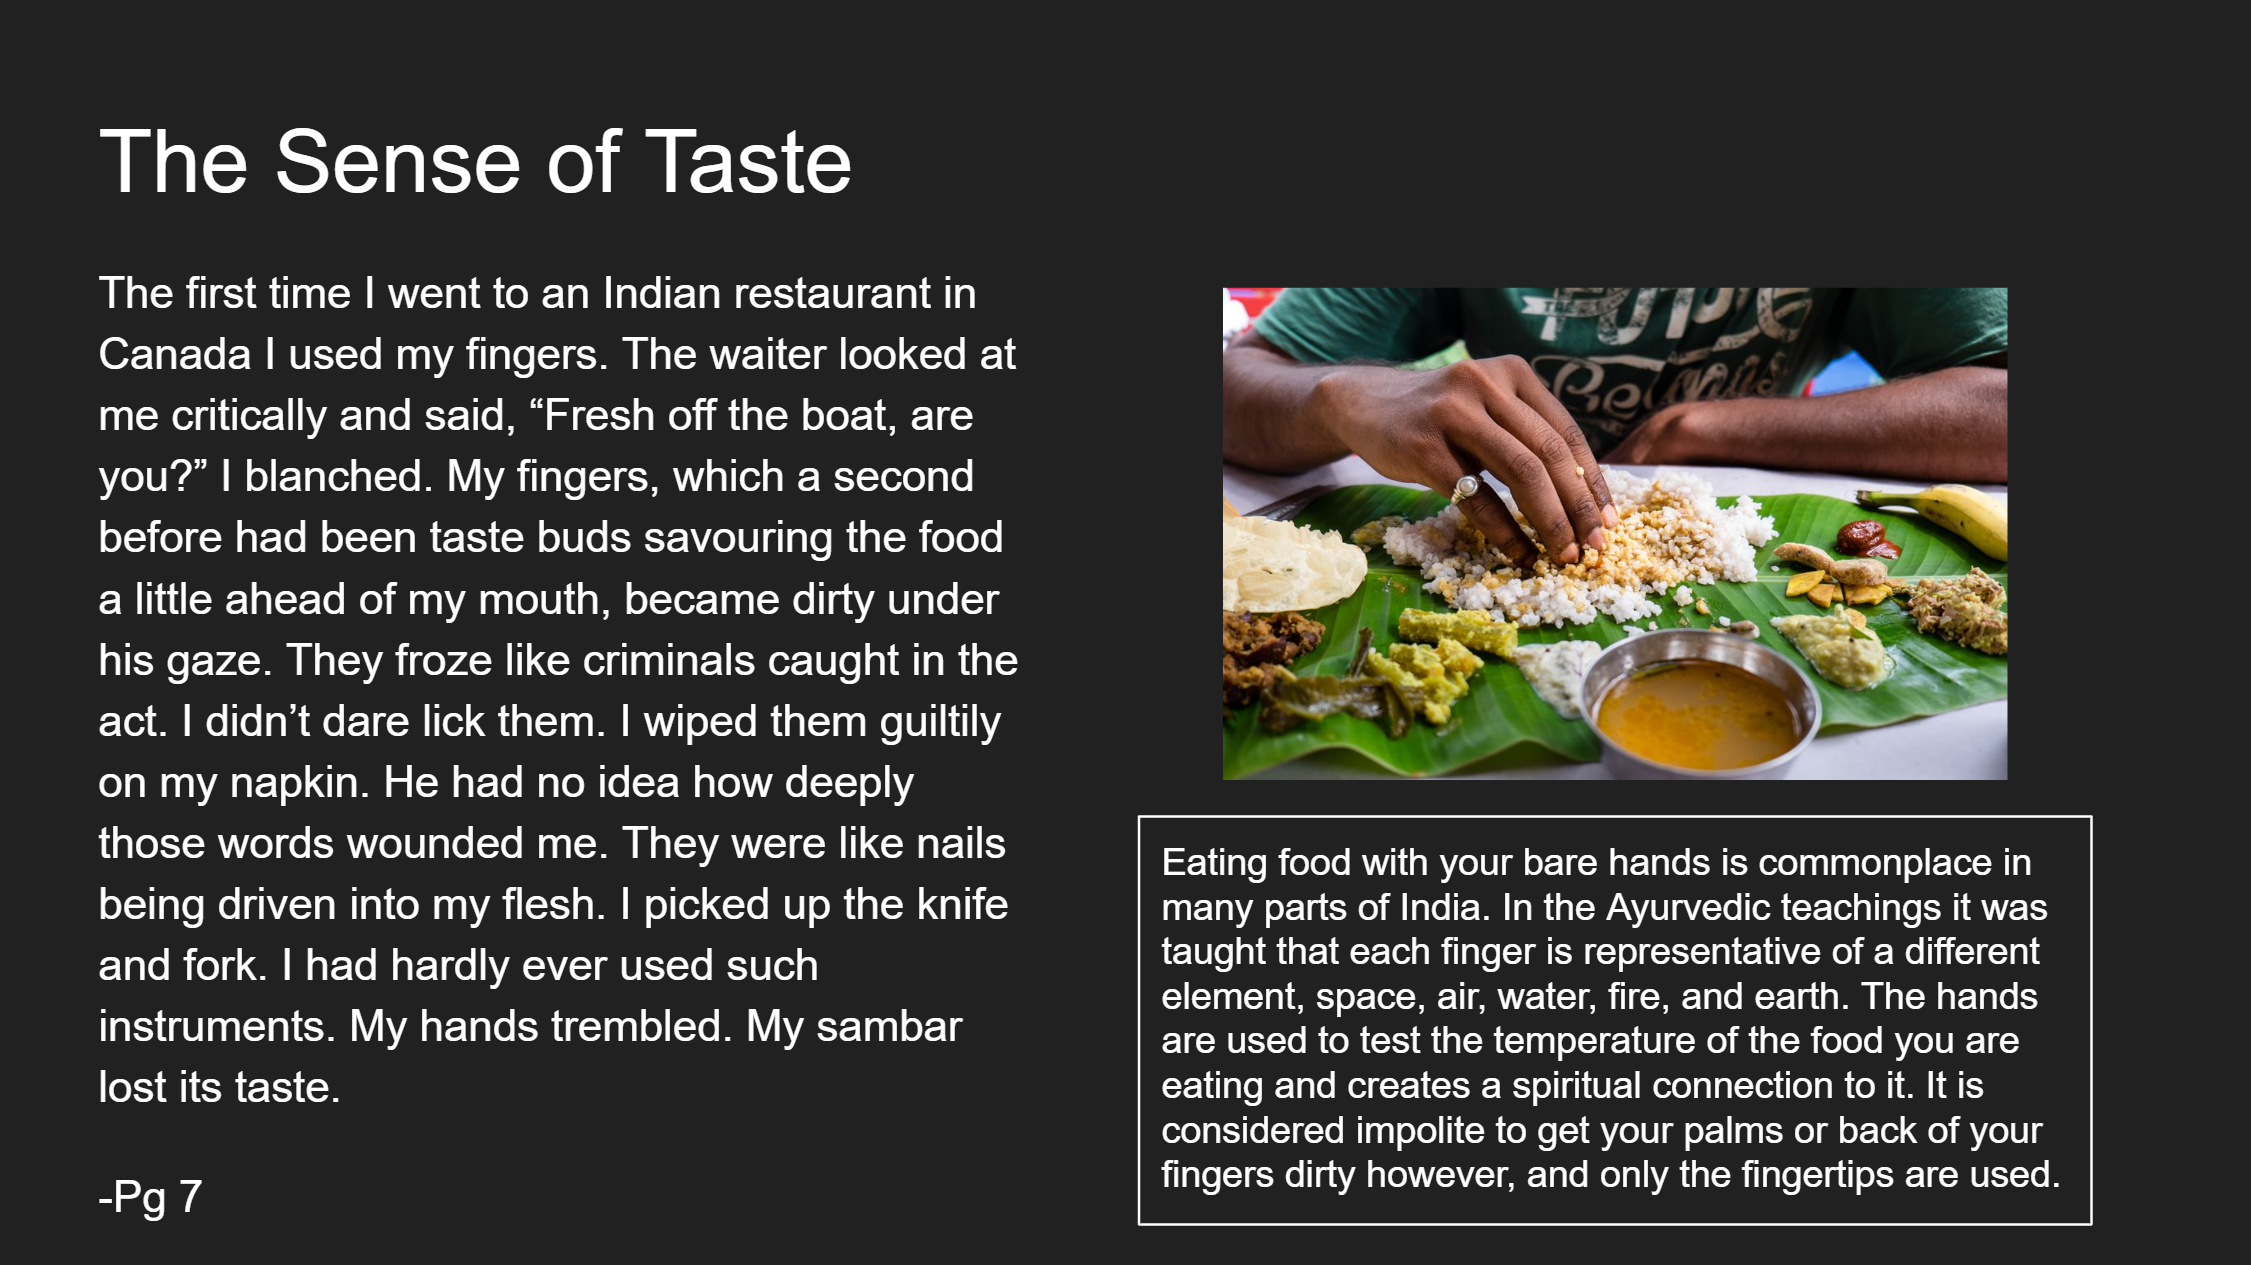 The Sense of Taste
The first time I went to an Indian restaurant in
Canada I used my fingers. The waiter looked at
me critically and said, “Fresh off the boat, are
you?” I blanched. My fingers, which a second
before had been taste buds savouring the food
a little ahead of my mouth, became dirty under
his gaze. They froze like criminals caught in the
act. I didn’t dare lick them. I wiped them guiltily
on my napkin. He had no idea how deeply
those words wounded me. They were like nails
being driven into my flesh. I picked up the knife
and fork. I had hardly ever used such
instruments. My hands trembled. My sambar
lost its taste.
-Pg 7
Eating food with your bare hands is commonplace in
many parts of India. In the Ayurvedic teachings it was
taught that each finger is representative of a different
element, space, air, water, fire, and earth. The hands
are used to test the temperature of the food you are
eating and creates a spiritual connection to it. It is
considered impolite to get your palms or back of your
fingers dirty however, and only the fingertips are used.